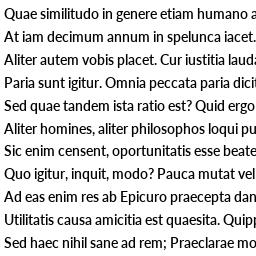 Quae similitudo in genere etiam humano a
At iam decimum annum in spelunca iacet.
Aliter autem vobis placet. Cur iustitia lauda
Paria sunt igitur. Omnia peccata paria dicit
Sed quae tandem ista ratio est? Quid ergo
Aliter homines, aliter philosophos loqui pu
Sic enim censent, oportunitatis esse beate
Quo igitur, inquit, modo? Pauca mutat vel
Ad eas enim res ab Epicuro praecepta dan
Utilitatis causa amicitia est quaesita. Quipp
Sed haec nihil sane ad rem; Praeclarae mo